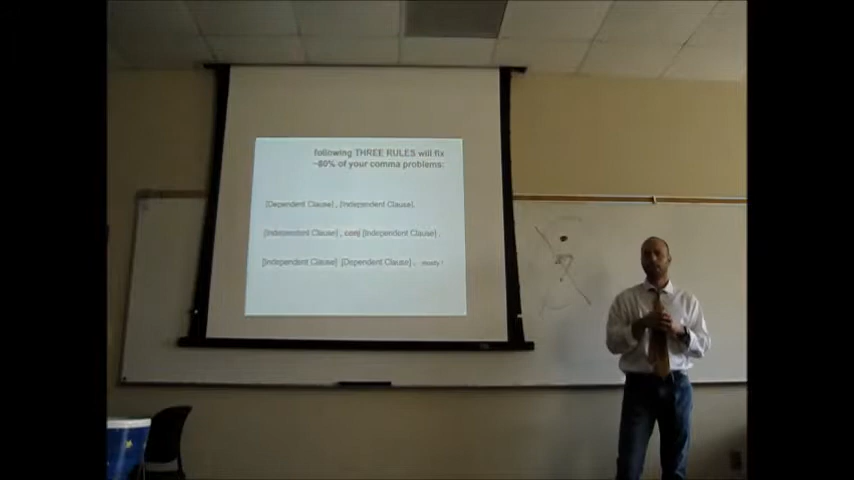 following THREE RULES will fix
~80% of your comma problems:
[Dependent Clause] , [Independent Clause].
[Independent Clause] , conj [Independent Clause] .
[Independent Clause] [Dependent Clause] . mostly !